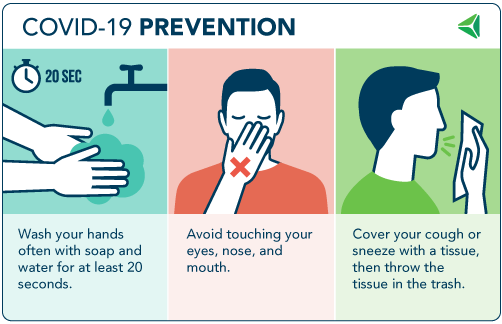 COVID-19 PREVENTION
20 SEC
Wash your hands
often with soap and
water for at least 20
seconds.
Avoid touching your
eyes, nose, and
mouth.
Cover your cough or
sneeze with a tissue,
then throw the
tissue in the trash.